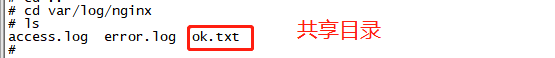 # cd var/log/nginx
# ls
access.log  error.log  ok.txt
共享目录
#